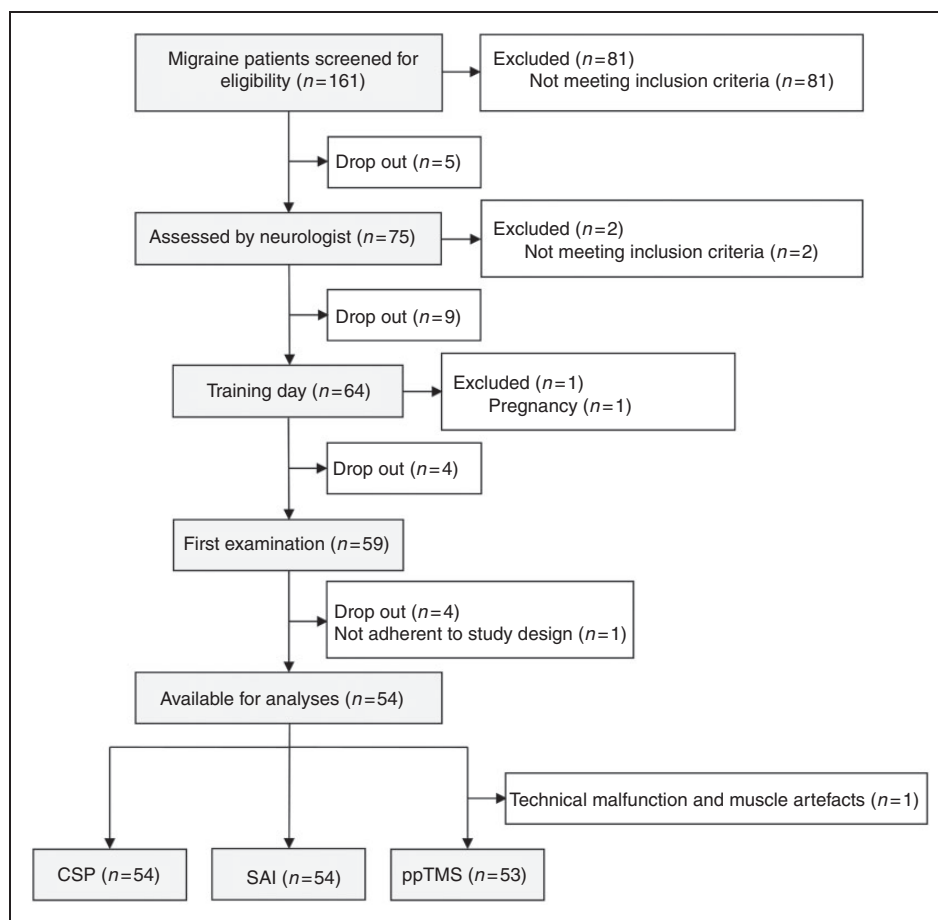 Migraine patients screened for
eligibility (n=161)
Excluded (n=81)
Not meeting inclusion criteria (n=81)
Drop out (n=5)
Assessed by neurologist (n=75)
Excluded (n=2)
Not meeting inclusion criteria (n=2)
Drop out (n=9)
Training day (n=64)
Excluded (n=1)
Pregnancy (n=1)
Drop out (n=4)
First examination (n=59)
Drop out (n=4)
Not adherent to study design (n=1)
Available for analyses (n=54)
Technical malfunction and muscle artefacts (n=1)
CSP (n=54)
SAI (n=54)
ppTMS (n=53)